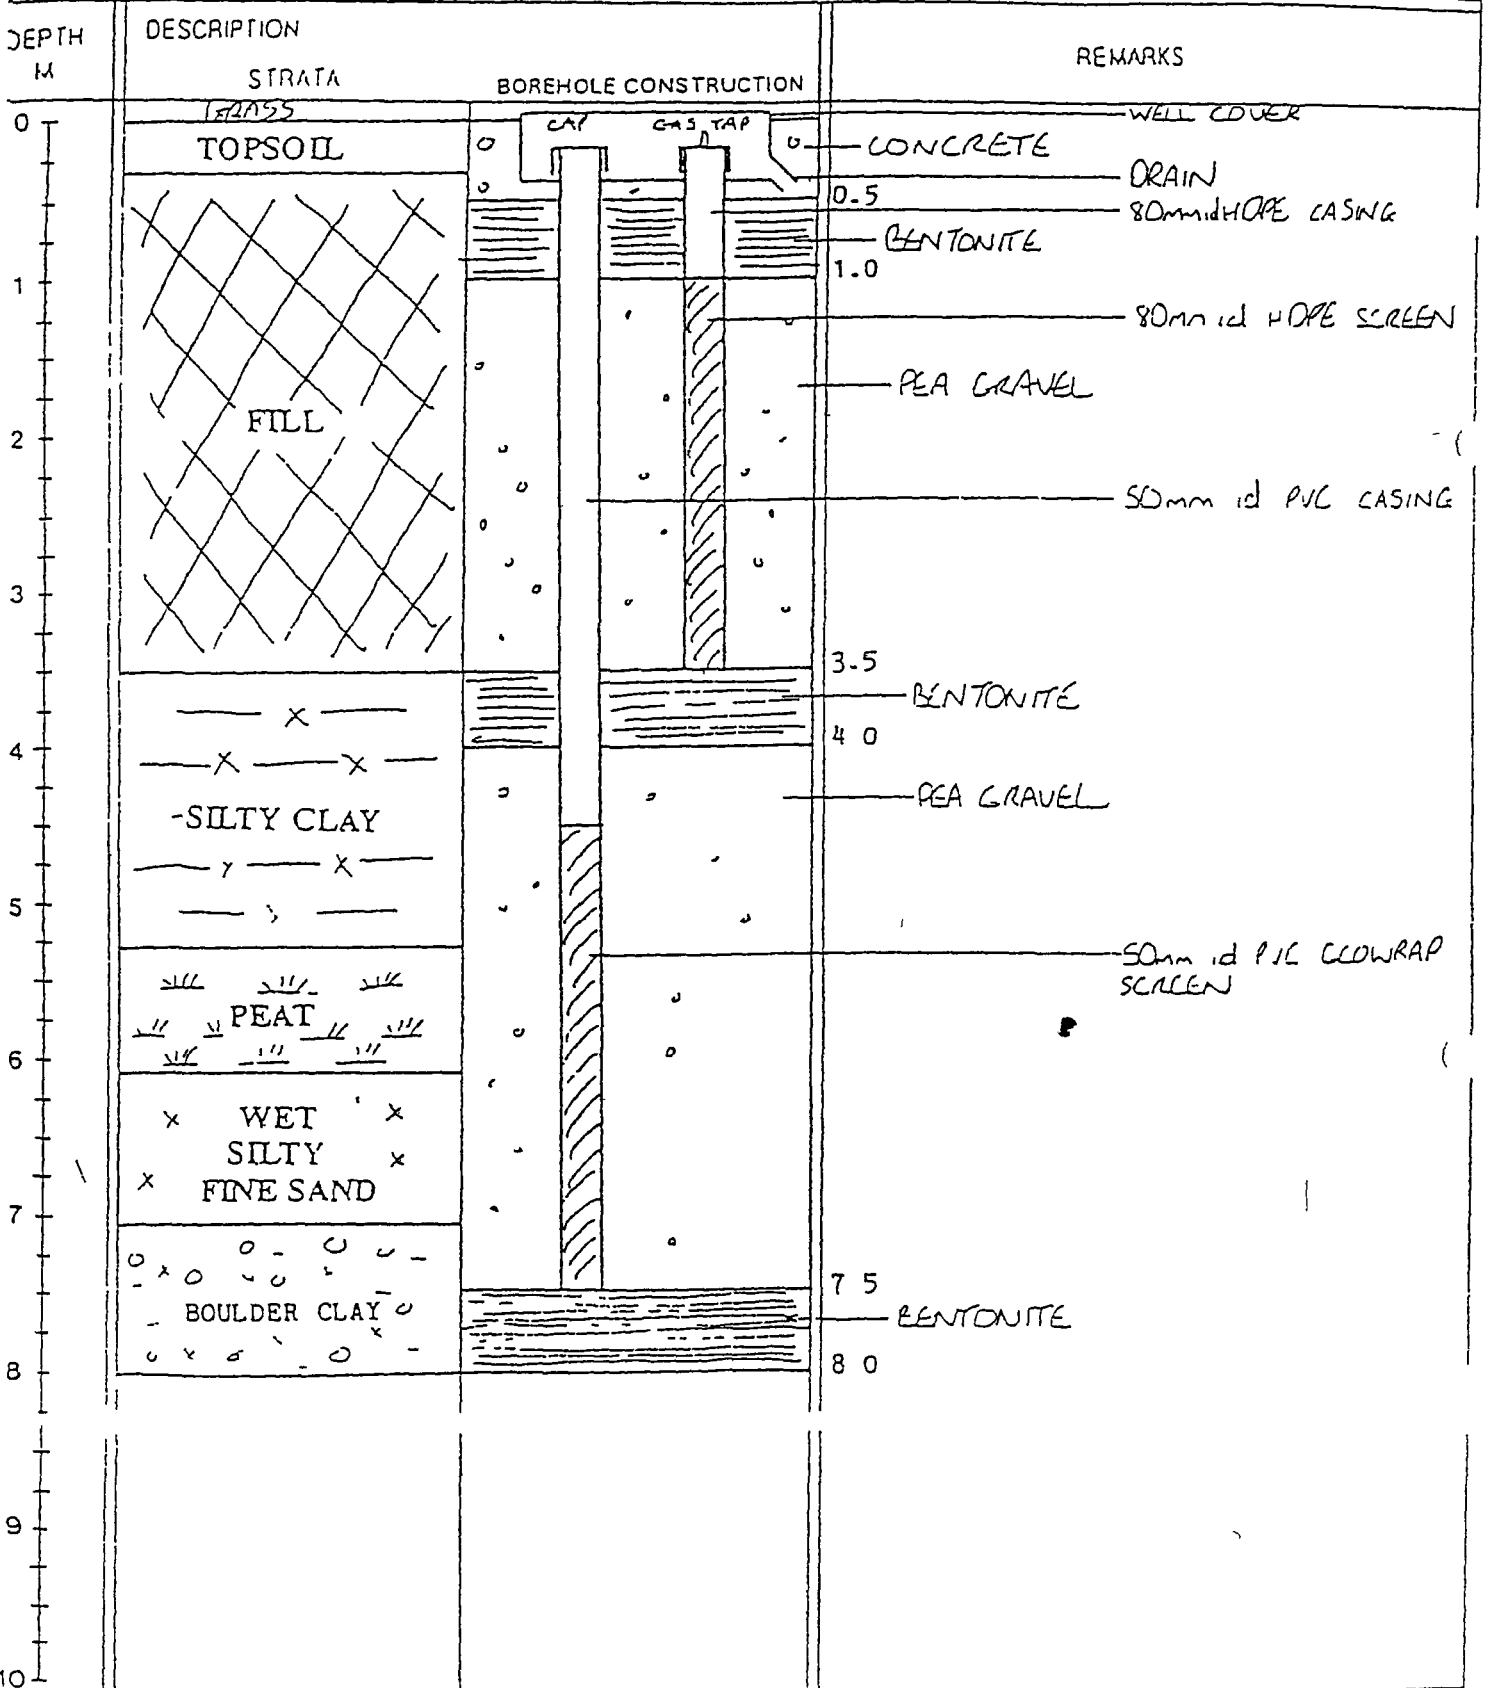 DEPTH
M
DESCRIPTION
STRATA
BOREHOLE CONSTRUCTION
REMARKS
GRASS
0
TOPSOIL
CAP
GAS TAP
WELL COVER
CONCRETE
DRAIN
0.5
80mm id HDPE CASING
BENTONITE
1.0
1
80mm id HDPE SCREEN
PEA GRAVEL
FILL
2
50mm id PVC CASING
3
3.5
BENTONITE
4 0
4
PEA GRAVEL
SILTY CLAY
5
50mm id PVC GEOWRAP
SCREEN
PEAT
6
WET
SILTY
FINE SAND
7
7 5
BOULDER CLAY
BENTONITE
8
8 0
9
10